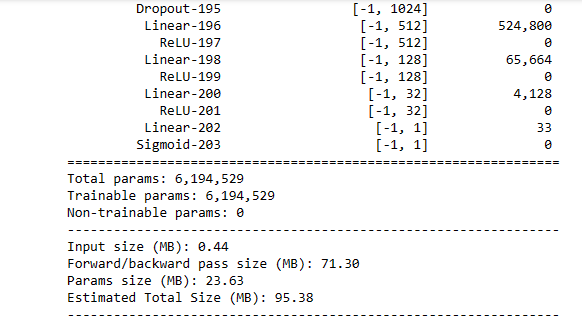 Dropout-195 [-1, 1024] 0
Linear-196 [-1, 512] 524,800
ReLU-197 [-1, 512] 0
Linear-198 [-1, 128] 65,664
ReLU-199 [-1, 128] 0
Linear-200 [-1, 32] 4,128
ReLU-201 [-1, 32] 0
Linear-202 [-1, 1] 33
Sigmoid-203 [-1, 1] 0
================================================================
Total params: 6,194,529
Trainable params: 6,194,529
Non-trainable params: 0
----------------------------------------------------------------
Input size (MB): 0.44
Forward/backward pass size (MB): 71.30
Params size (MB): 23.63
Estimated Total Size (MB): 95.38
----------------------------------------------------------------